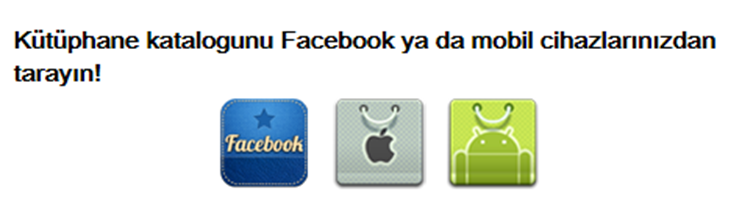 Kütüphane katalogunu Facebook ya da mobil cihazlarınızdan
tarayın!
Facebook